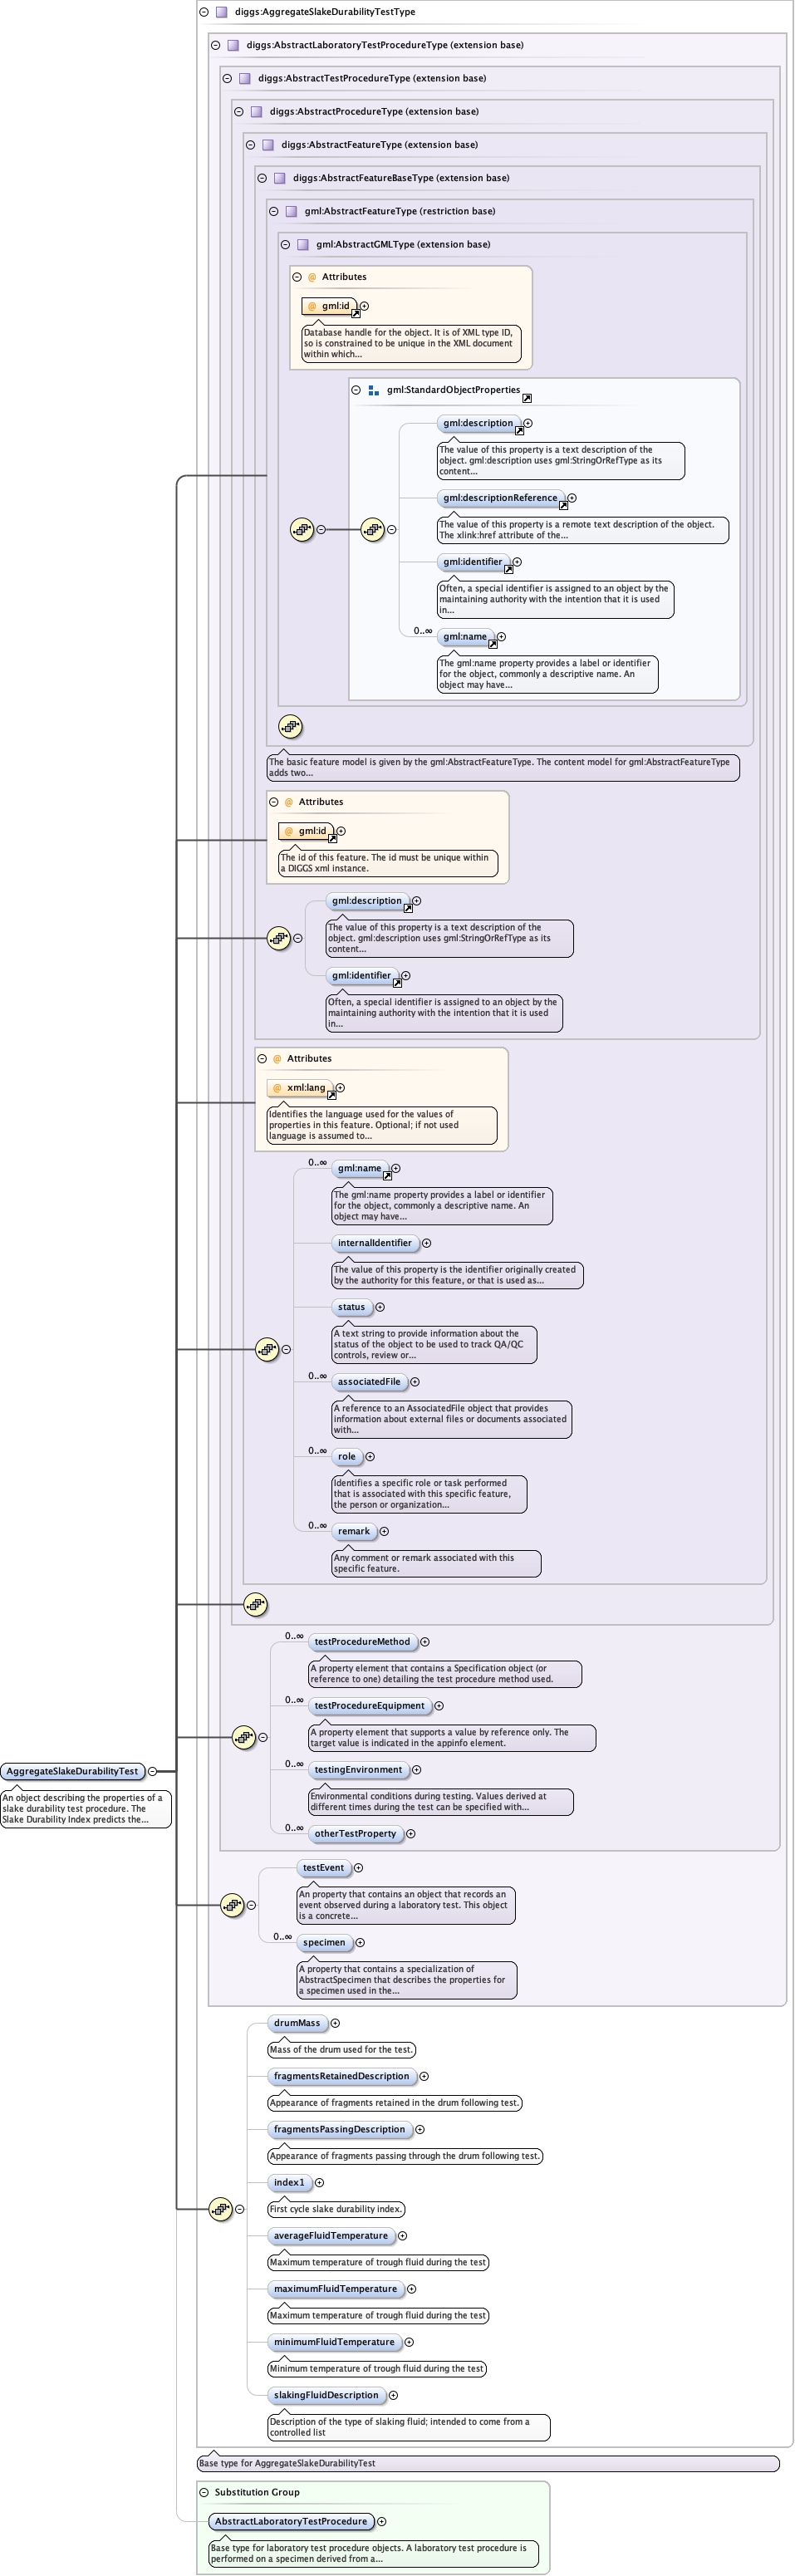 diggs:AggregateSlakeDurabilityTestType
diggs:AbstractLaboratoryTestProcedureType (extension base)
diggs:AbstractTestProcedureType (extension base)
diggs:AbstractProcedureType (extension base)
diggs:AbstractFeatureType (extension base)
diggs:AbstractFeatureBaseType (extension base)
gml:AbstractFeatureType (restriction base)
gml:AbstractGMLType (extension base)
@ Attributes
@ gml:id
Database handle for the object. It is of XML type ID,
so is constrained to be unique in the XML document
within which...
gml:StandardObjectProperties
gml:description
The value of this property is a text description of the
object. gml:description uses gml:StringOrRefType as its
content...
gml:descriptionReference
The value of this property is a remote text description of the object.
The xlink:href attribute of the...
gml:identifier
Often, a special identifier is assigned to an object by the
maintaining authority with the intention that it is used
in...
0..∞
gml:name
The gml:name property provides a label or identifier
for the object, commonly a descriptive name. An
object may have...
The basic feature model is given by the gml:AbstractFeatureType. The content model for gml:AbstractFeatureType
adds two...
@ Attributes
@ gml:id
The id of this feature. The id must be unique within
a DIGGS xml instance.
gml:description
The value of this property is a text description of the
object. gml:description uses gml:StringOrRefType as its
content...
gml:identifier
Often, a special identifier is assigned to an object by the
maintaining authority with the intention that it is used
in...
@ Attributes
@ xml:lang
Identifies the language used for the values of
properties in this feature. Optional; if not used
language is assumed to...
0..∞
gml:name
The gml:name property provides a label or identifier
for the object, commonly a descriptive name. An
object may have...
internalIdentifier
The value of this property is the identifier originally created
by the authority for this feature, or that is used as...
status
A text string to provide information about the
status of the object to be used to track QA/QC
controls, review or...
0..∞
associatedFile
A reference to an AssociatedFile object that provides
information about external files or documents associated
with...
0..∞
role
Identifies a specific role or task performed
that is associated with this specific feature,
the person or organization...
0..∞
remark
Any comment or remark associated with this
specific feature.
0..∞
testProcedureMethod
A property element that contains a Specification object (or
reference to one) detailing the test procedure method used.
0..∞
testProcedureEquipment
A property element that supports a value by reference only. The
target value is indicated in the appinfo element.
0..∞
testingEnvironment
Environmental conditions during testing. Values derived at
different times during the test can be specified with...
0..∞
otherTestProperty
AggregateSlakeDurabilityTest
An object describing the properties of a
slake durability test procedure. The
Slake Durability Index predicts the...
testEvent
An property that contains an object that records an
event observed during a laboratory test. This object
is a concrete...
0..∞
specimen
A property that contains a specialization of
AbstractSpecimen that describes the properties for
a specimen used in the...
drumMass
Mass of the drum used for the test.
fragmentsRetainedDescription
Appearance of fragments retained in the drum following test.
fragmentsPassingDescription
Appearance of fragments passing through the drum following test.
index1
First cycle slake durability index.
averageFluidTemperature
Maximum temperature of trough fluid during the test
maximumFluidTemperature
Maximum temperature of trough fluid during the test
minimumFluidTemperature
Minimum temperature of trough fluid during the test
slakingFluidDescription
Description of the type of slaking fluid; intended to come from a
controlled list
Base type for AggregateSlakeDurabilityTest
Substitution Group
AbstractLaboratoryTestProcedure
Base type for laboratory test procedure objects. A laboratory test procedure is
performed on a specimen derived from a...